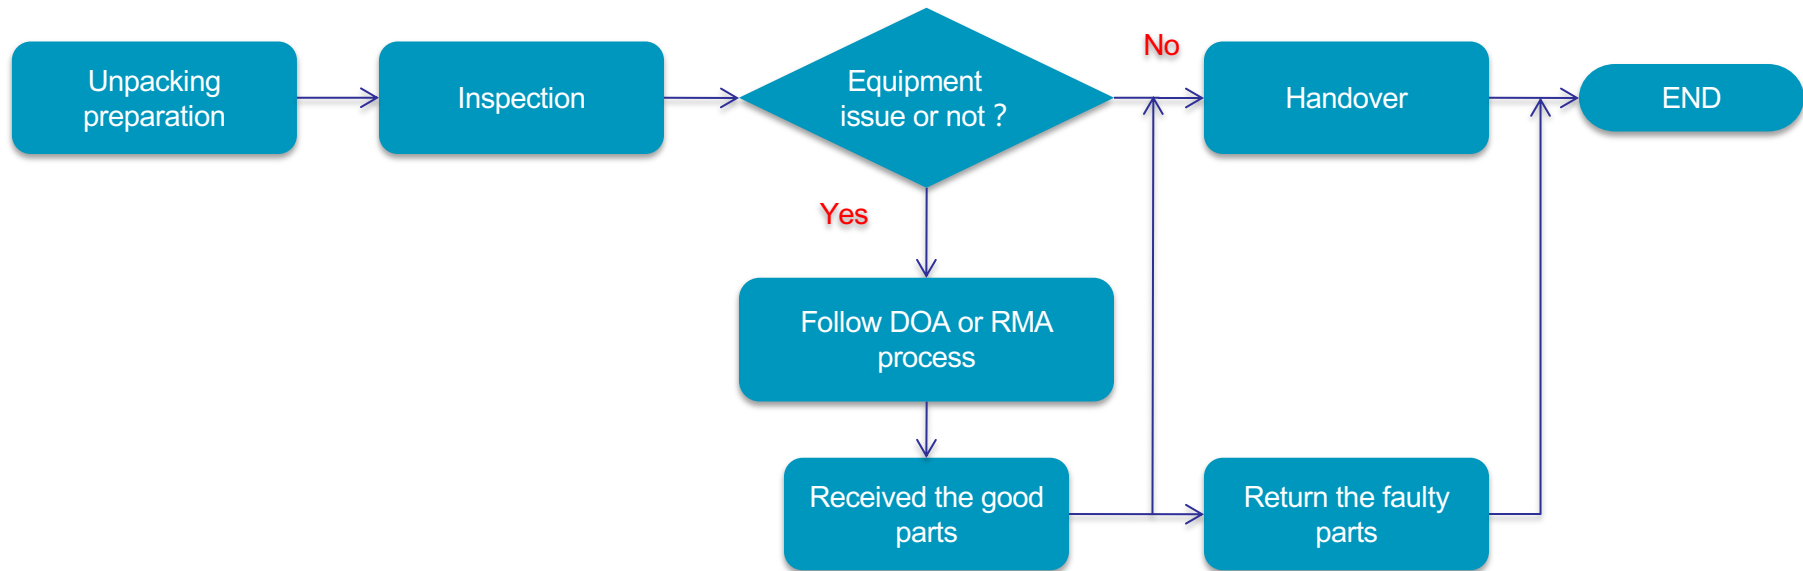 Unpacking
preparation
Inspection
Equipment
issue or not ?
No
Handover
END
Yes
Follow DOA or RMA
process
Received the good
parts
Return the faulty
parts